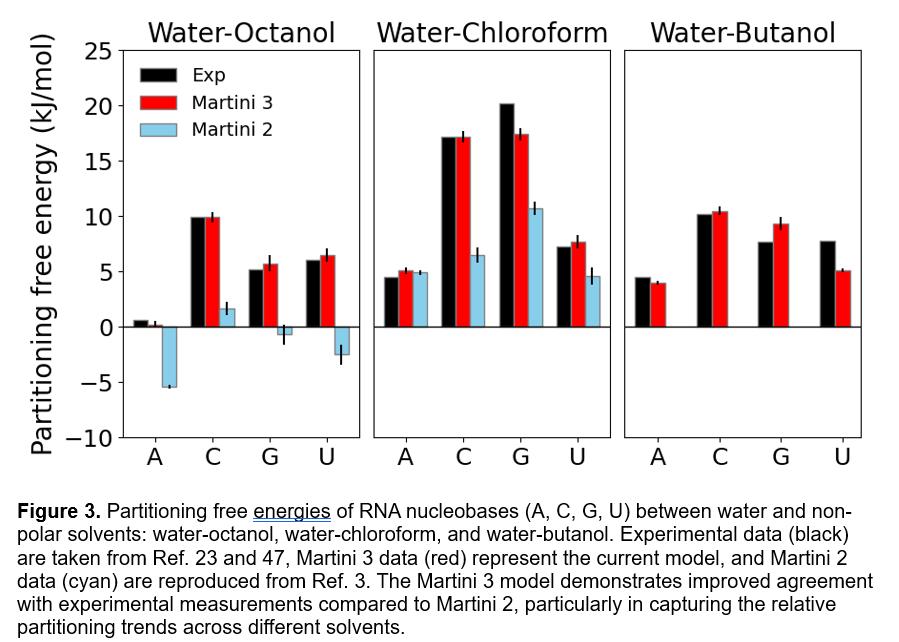 Water-Octanol Water-Chloroform Water-Butanol
Partitioning free energy (kJ/mol)
25
20
15
10
5
0
−5
−10
Exp
Martini 3
Martini 2
A C G U A C G U A C G U
Figure 3. Partitioning free energies of RNA nucleobases (A, C, G, U) between water and non-
polar solvents: water-octanol, water-chloroform, and water-butanol. Experimental data (black)
are taken from Ref. 23 and 47, Martini 3 data (red) represent the current model, and Martini 2
data (cyan) are reproduced from Ref. 3. The Martini 3 model demonstrates improved agreement
with experimental measurements compared to Martini 2, particularly in capturing the relative
partitioning trends across different solvents.